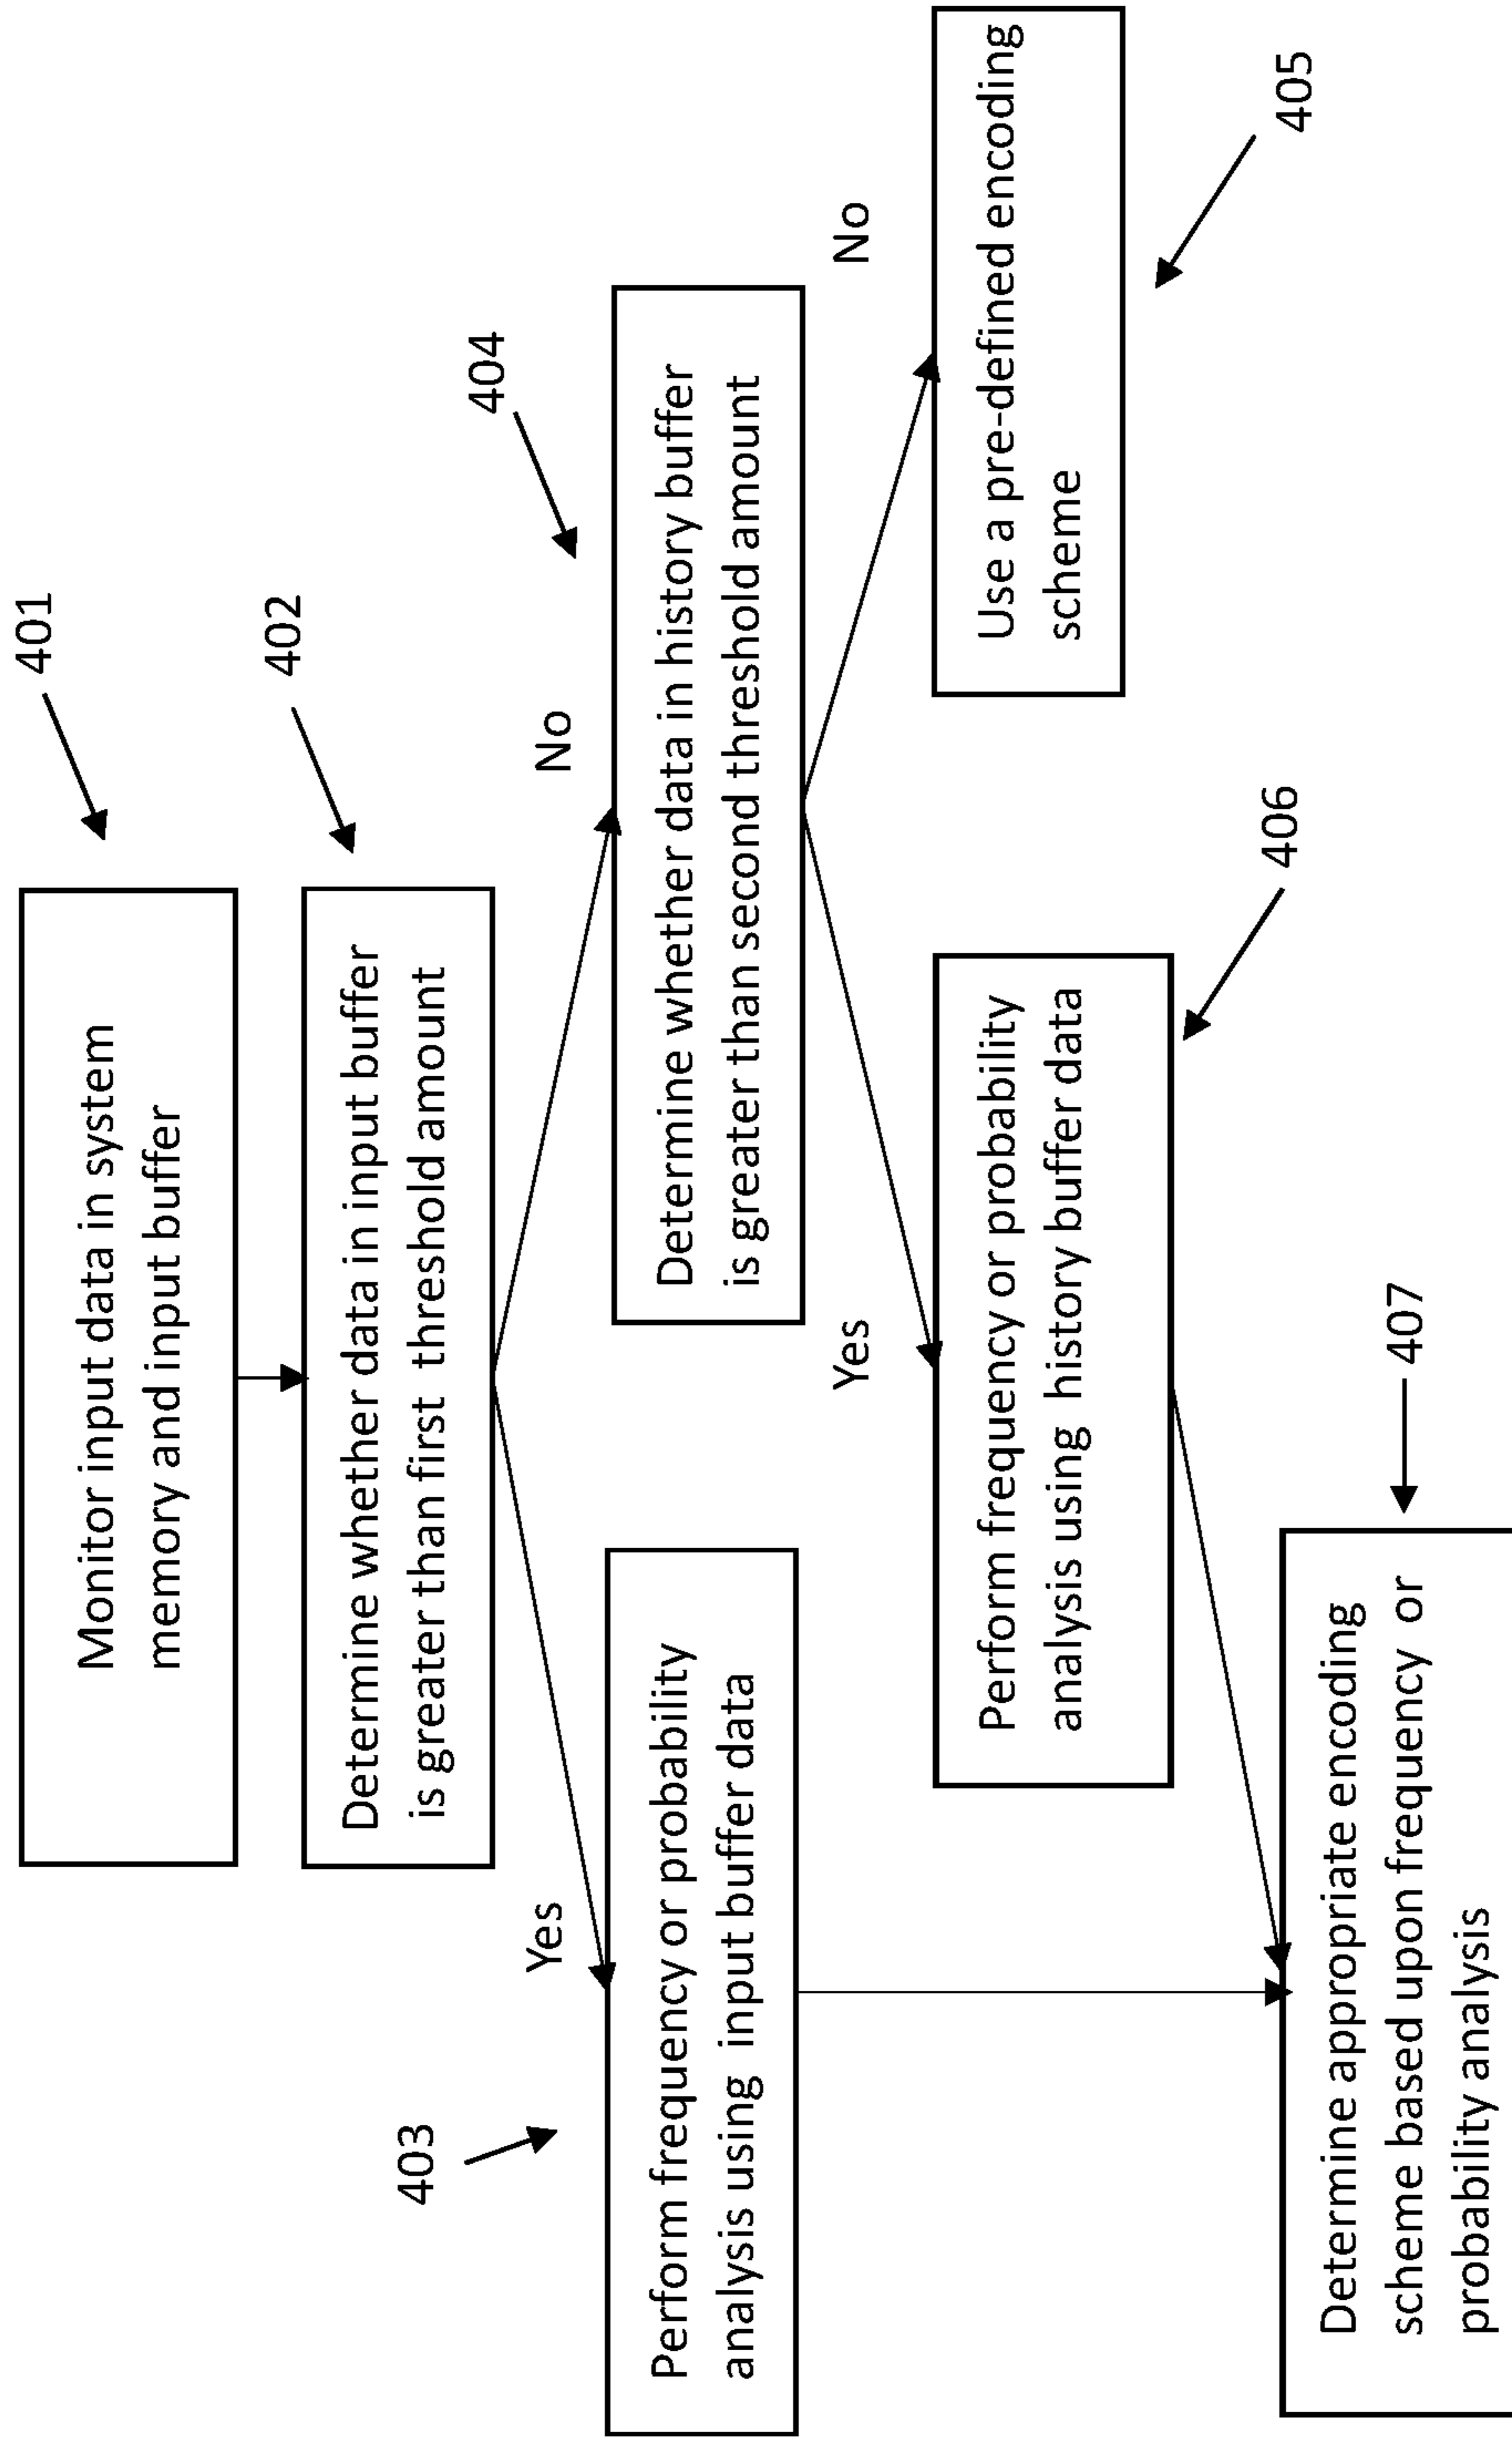 401
Monitor input data in system
memory and input buffer
402
Determine whether data in input buffer
is greater than first threshold amount
Yes
No
403
Perform frequency or probability
analysis using input buffer data
404
Determine whether data in history buffer
is greater than second threshold amount
Yes
No
Perform frequency or probability
analysis using history buffer data
406
Use a pre-defined encoding
scheme
405
Determine appropriate encoding
scheme based upon frequency or
probability analysis
407